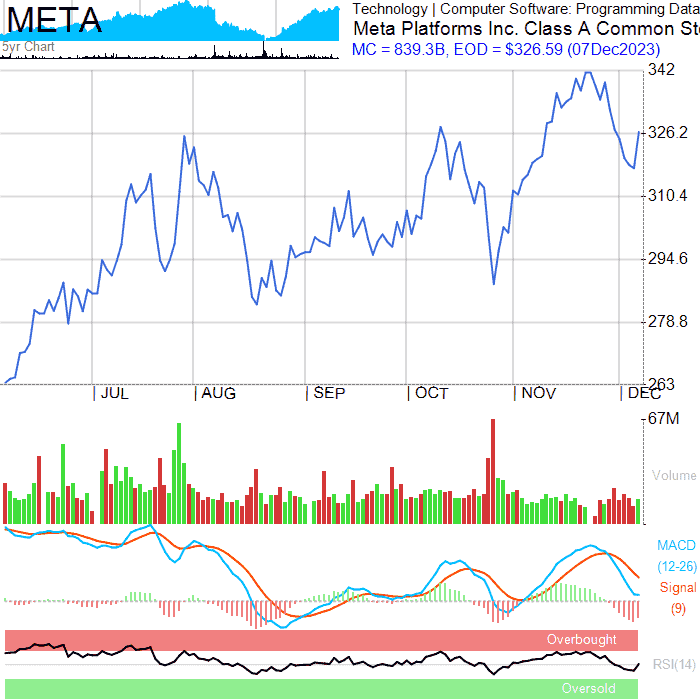 META
5yr Chart
Technology | Computer Software: Programming Data
Meta Platforms Inc. Class A Common Sto
MC = 839.3B, EOD = $326.59 (07Dec2023)
342
326.2
310.4
294.6
278.8
263
JUL AUG SEP OCT NOV DEC
67M
Volume
MACD
(12-26)
Signal
(9)
Overbought
RSI(14)
Oversold